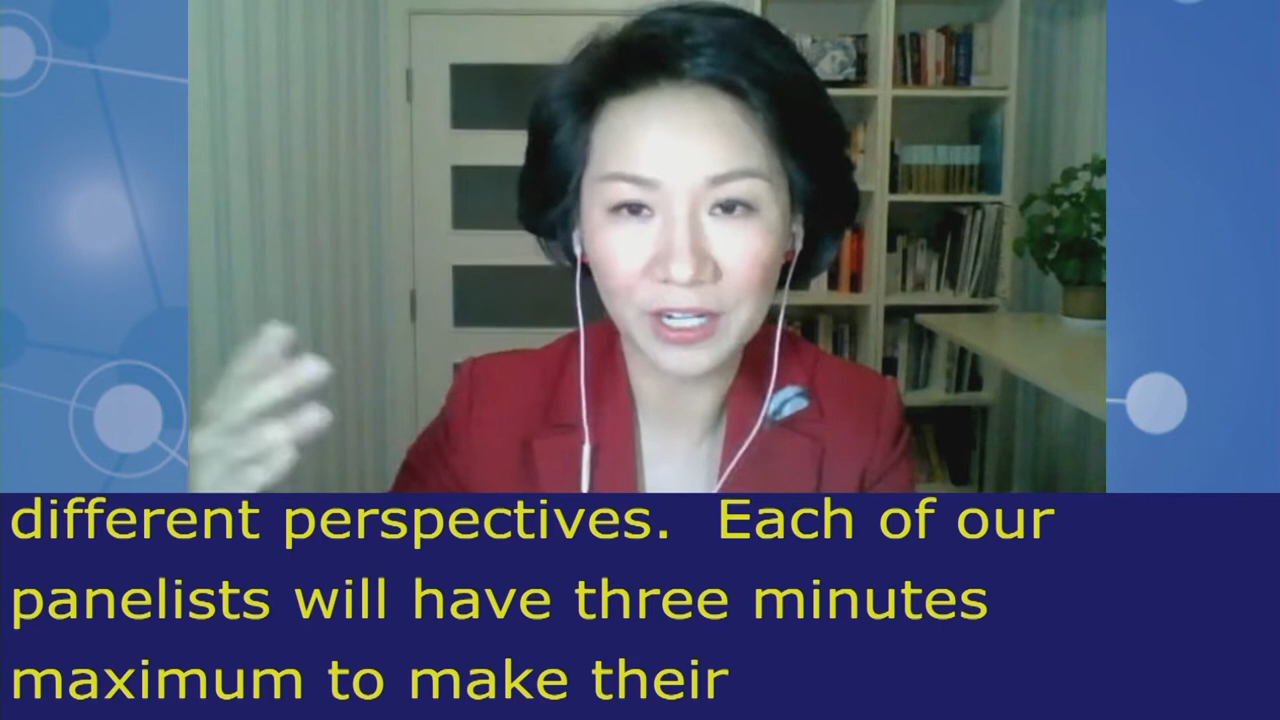 different perspectives.  Each of our
panelists will have three minutes
maximum to make their